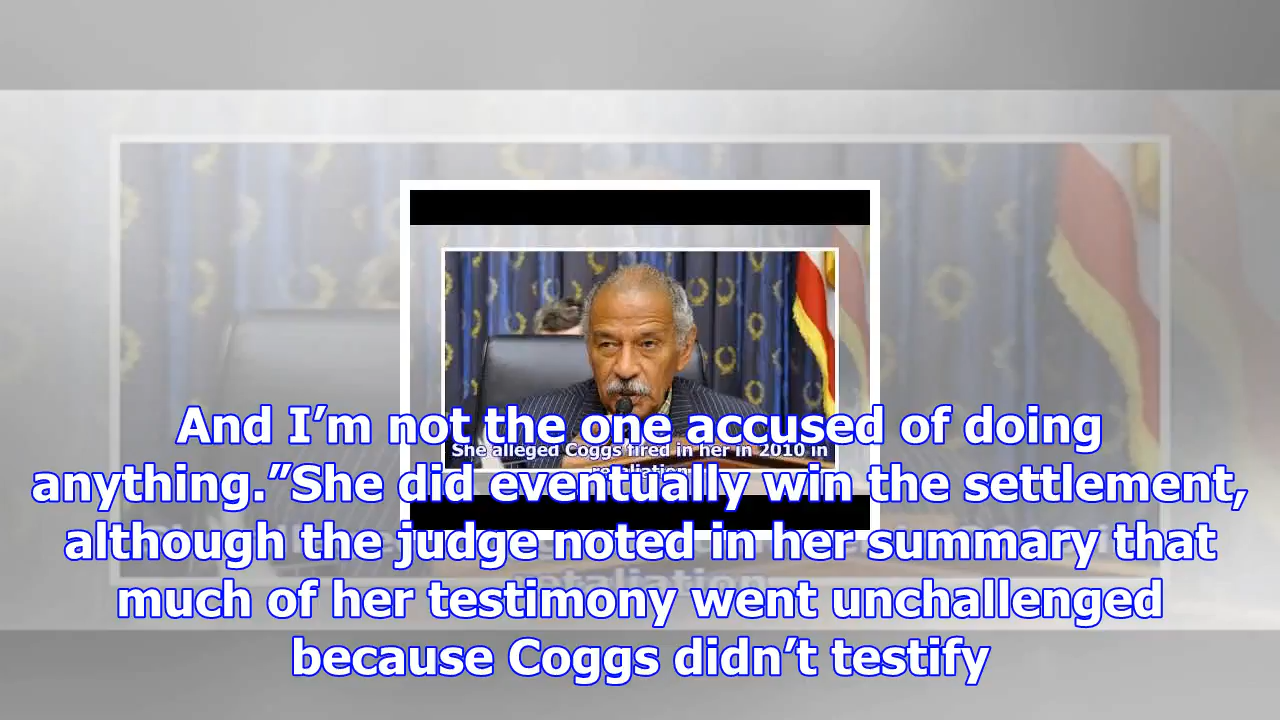 And I’m not the one accused of doing
She alleged Coggs fired in her in 2010 in
retaliation
anything.”She did eventually win the settlement,
although the judge noted in her summary that
much of her testimony went unchallenged
because Coggs didn’t testify